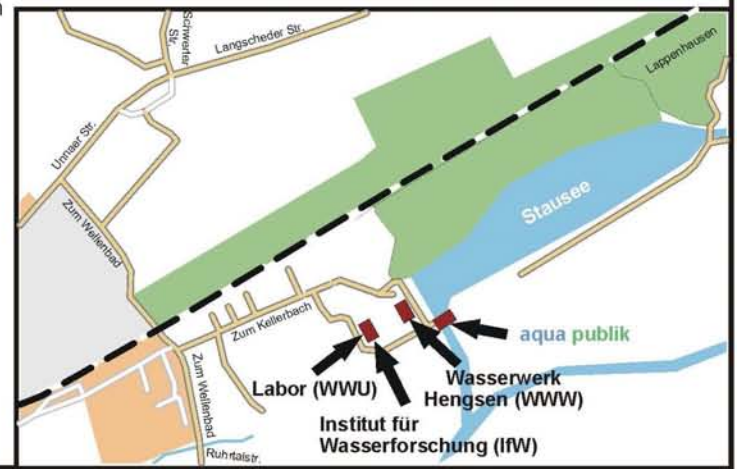 n
Schwerter
Str.
Langscheder Str.
Lappenhausen
Unnaer Str.
Zum Wellenbad
Stausee
Zum Kellerbach
aqua publik
Zum Wellenbad
Labor (WWU)
Wasserwerk
Hengsen (WWW)
Institut für
Wasserforschung (IfW)
Ruhrtalstr.